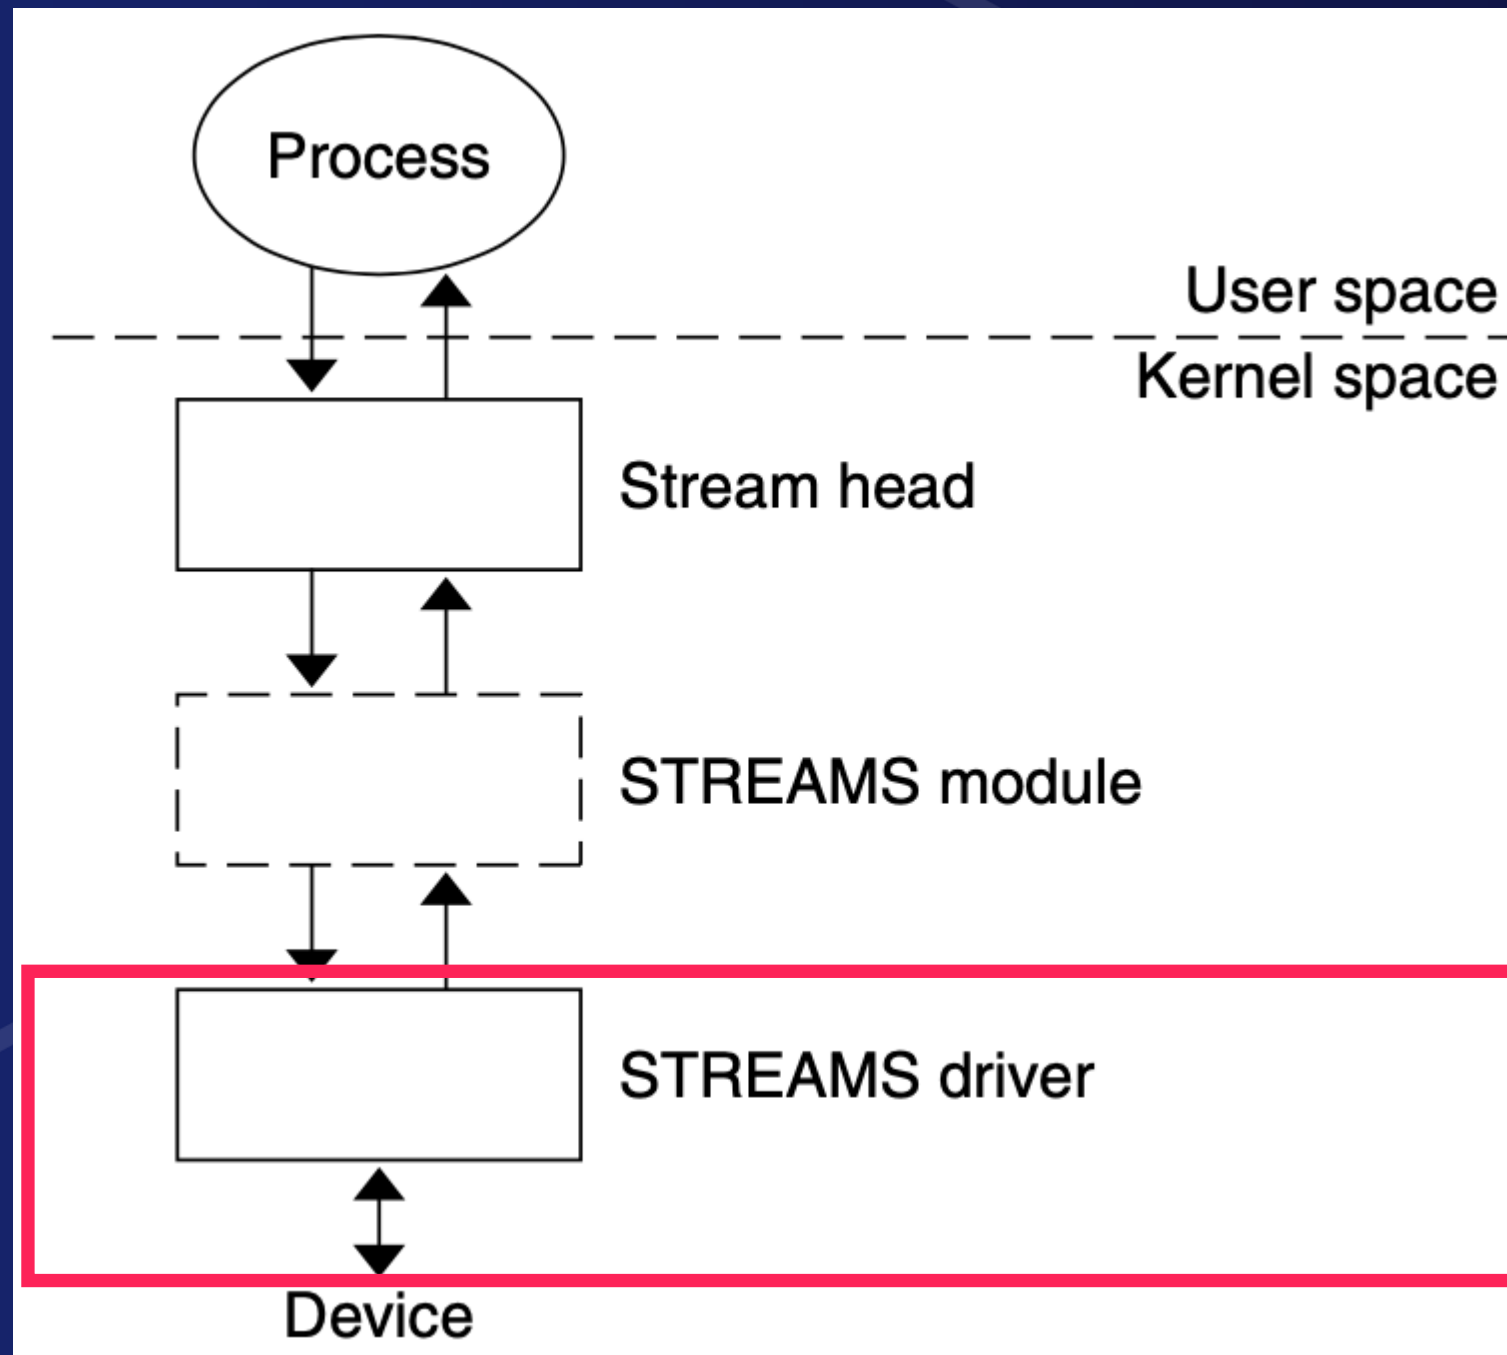 Process
User space
Kernel space
Stream head
STREAMS module
STREAMS driver
Device